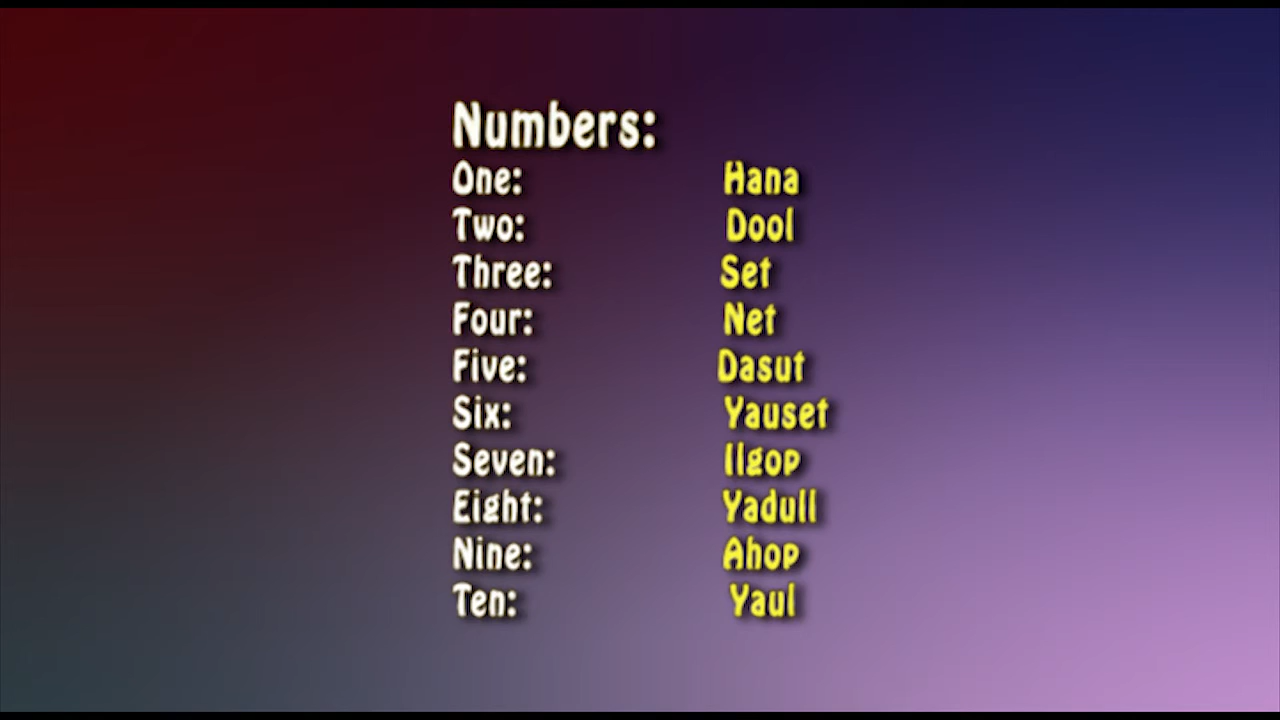 Numbers:
One: Hana
Two: Dool
Three: Set
Four: Net
Five: Dasut
Six: Yauset
Seven: Ilgop
Eight: Yadull
Nine: Ahop
Ten: Yaul